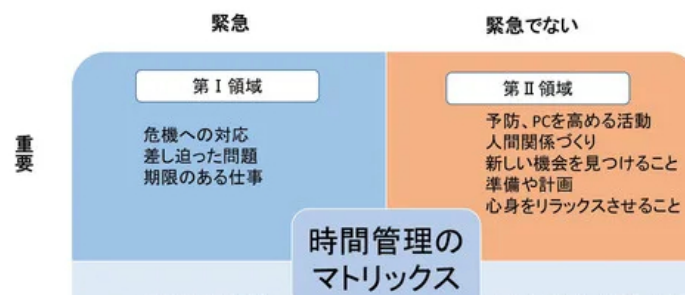 緊急
緊急でない
重要
第Ⅰ領域
危機への対応
差し迫った問題
期限のある仕事
第Ⅱ領域
予防、PCを高める活動
人間関係づくり
新しい機会を見つけること
準備や計画
心身をリラックスさせること
時間管理の
マトリックス